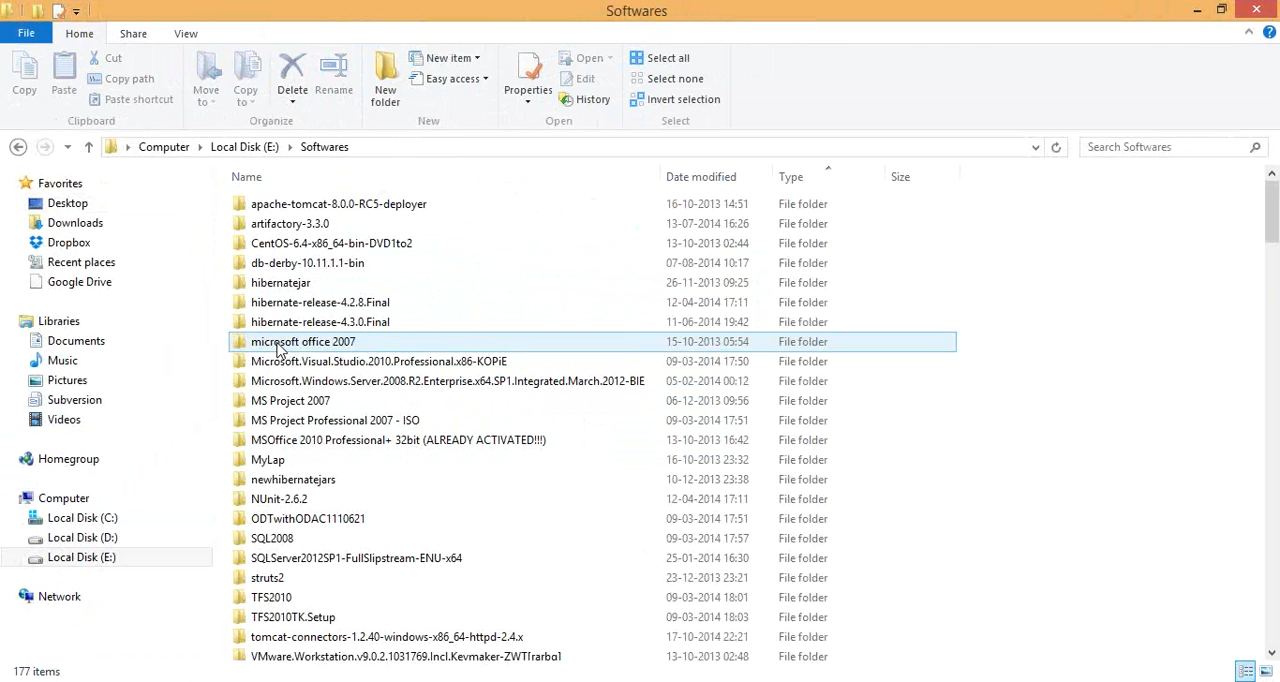 Softwares
File Home Share View
Copy
Paste
Cut
Copy path
Paste shortcut
Clipboard
Move to
Copy to
Delete
Rename
Organize
New folder
New item
Easy access
New
Properties
Open
Edit
History
Open
Select all
Select none
Invert selection
Select
Computer Local Disk (E:) Softwares
Search Softwares
Favorites
Desktop
Downloads
Dropbox
Recent places
Google Drive
Libraries
Documents
Music
Pictures
Subversion
Videos
Homegroup
Computer
Local Disk (C:)
Local Disk (D:)
Local Disk (E:)
Network
Name Date modified Type Size
apache-tomcat-8.0.0-RC5-deployer 16-10-2013 14:51 File folder
artifactory-3.3.0 13-07-2014 16:26 File folder
CentOS-6.4-x86_64-bin-DVD1to2 13-10-2013 02:44 File folder
db-derby-10.11.1.1-bin 07-08-2014 10:17 File folder
hibernatejar 26-11-2013 09:25 File folder
hibernate-release-4.2.8.Final 12-04-2014 17:11 File folder
hibernate-release-4.3.0.Final 11-06-2014 19:42 File folder
microsoft office 2007 15-10-2013 05:54 File folder
Microsoft.Visual.Studio.2010.Professional.x86-KOPiE 09-03-2014 17:50 File folder
Microsoft.Windows.Server.2008.R2.Enterprise.x64.SP1.Integrated.March.2012-BIE 05-02-2014 00:12 File folder
MS Project 2007 06-12-2013 09:56 File folder
MS Project Professional 2007 - ISO 09-03-2014 17:51 File folder
MSOffice 2010 Professional+ 32bit (ALREADY ACTIVATED!!!) 13-10-2013 16:42 File folder
MyLap 16-10-2013 23:32 File folder
newhibernatejars 10-12-2013 23:38 File folder
NUnit-2.6.2 12-04-2014 17:11 File folder
ODTwithODAC1110621 09-03-2014 17:51 File folder
SQL2008 09-03-2014 17:57 File folder
SQLServer2012SP1-FullSlipstream-ENU-x64 25-01-2014 16:30 File folder
struts2 23-12-2013 23:21 File folder
TFS2010 09-03-2014 18:01 File folder
TFS2010TK.Setup 09-03-2014 18:03 File folder
tomcat-connectors-1.2.40-windows-x86_64-httpd-2.4.x 17-10-2014 22:21 File folder
VMware.Workstation.v9.0.2.1031769.Incl.Keymaker-ZWT[rarbg] 13-10-2013 02:48 File folder
177 items